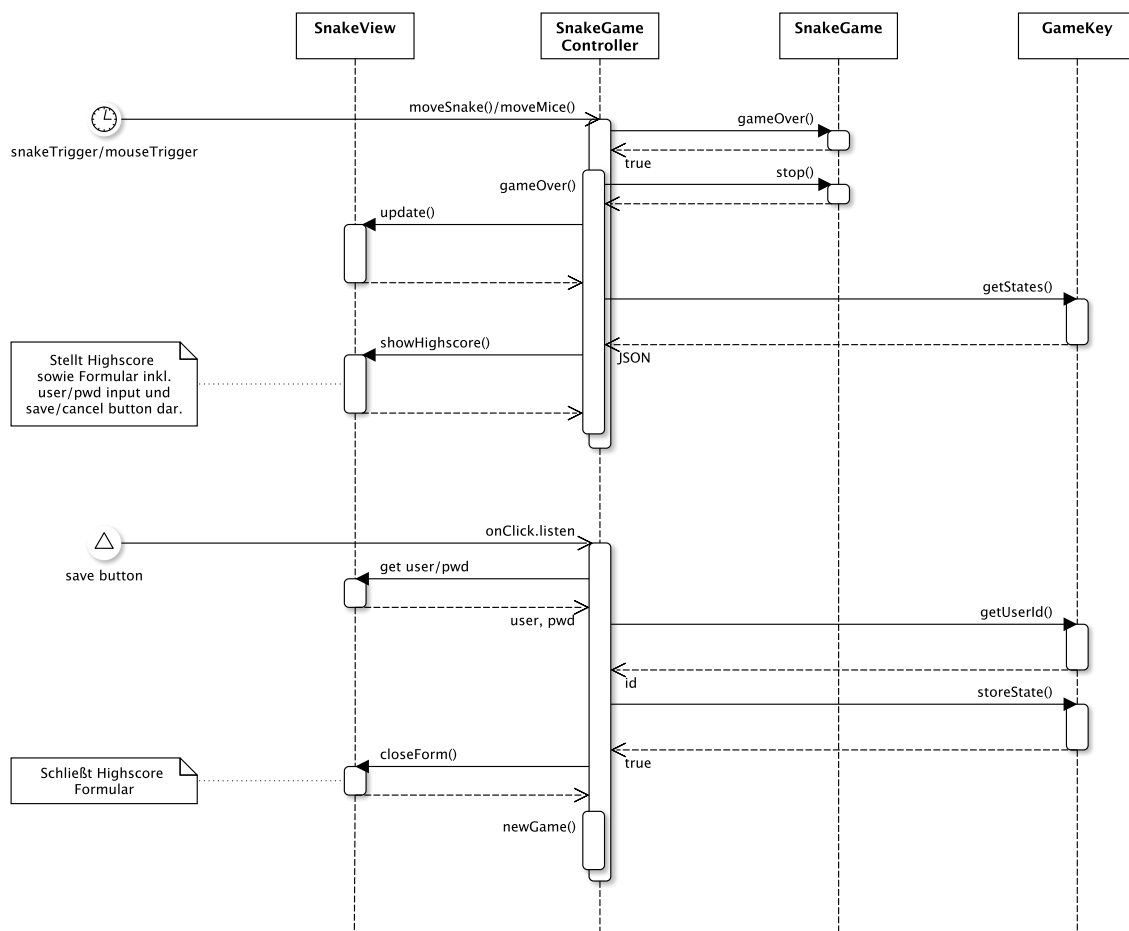 SnakeView
SnakeGame
Controller
SnakeGame
GameKey
moveSnake()/moveMice()
gameOver()
snakeTrigger/mouseTrigger
true
stop()
gameOver()
update()
getStates()
showHighscore()
JSON
Stellt Highscore
sowie Formular inkl.
user/pwd input und
save/cancel button dar.
onClick.listen
save button
get user/pwd
user, pwd
getUserId()
id
storeState()
closeForm()
true
Schließt Highscore
Formular
newGame()